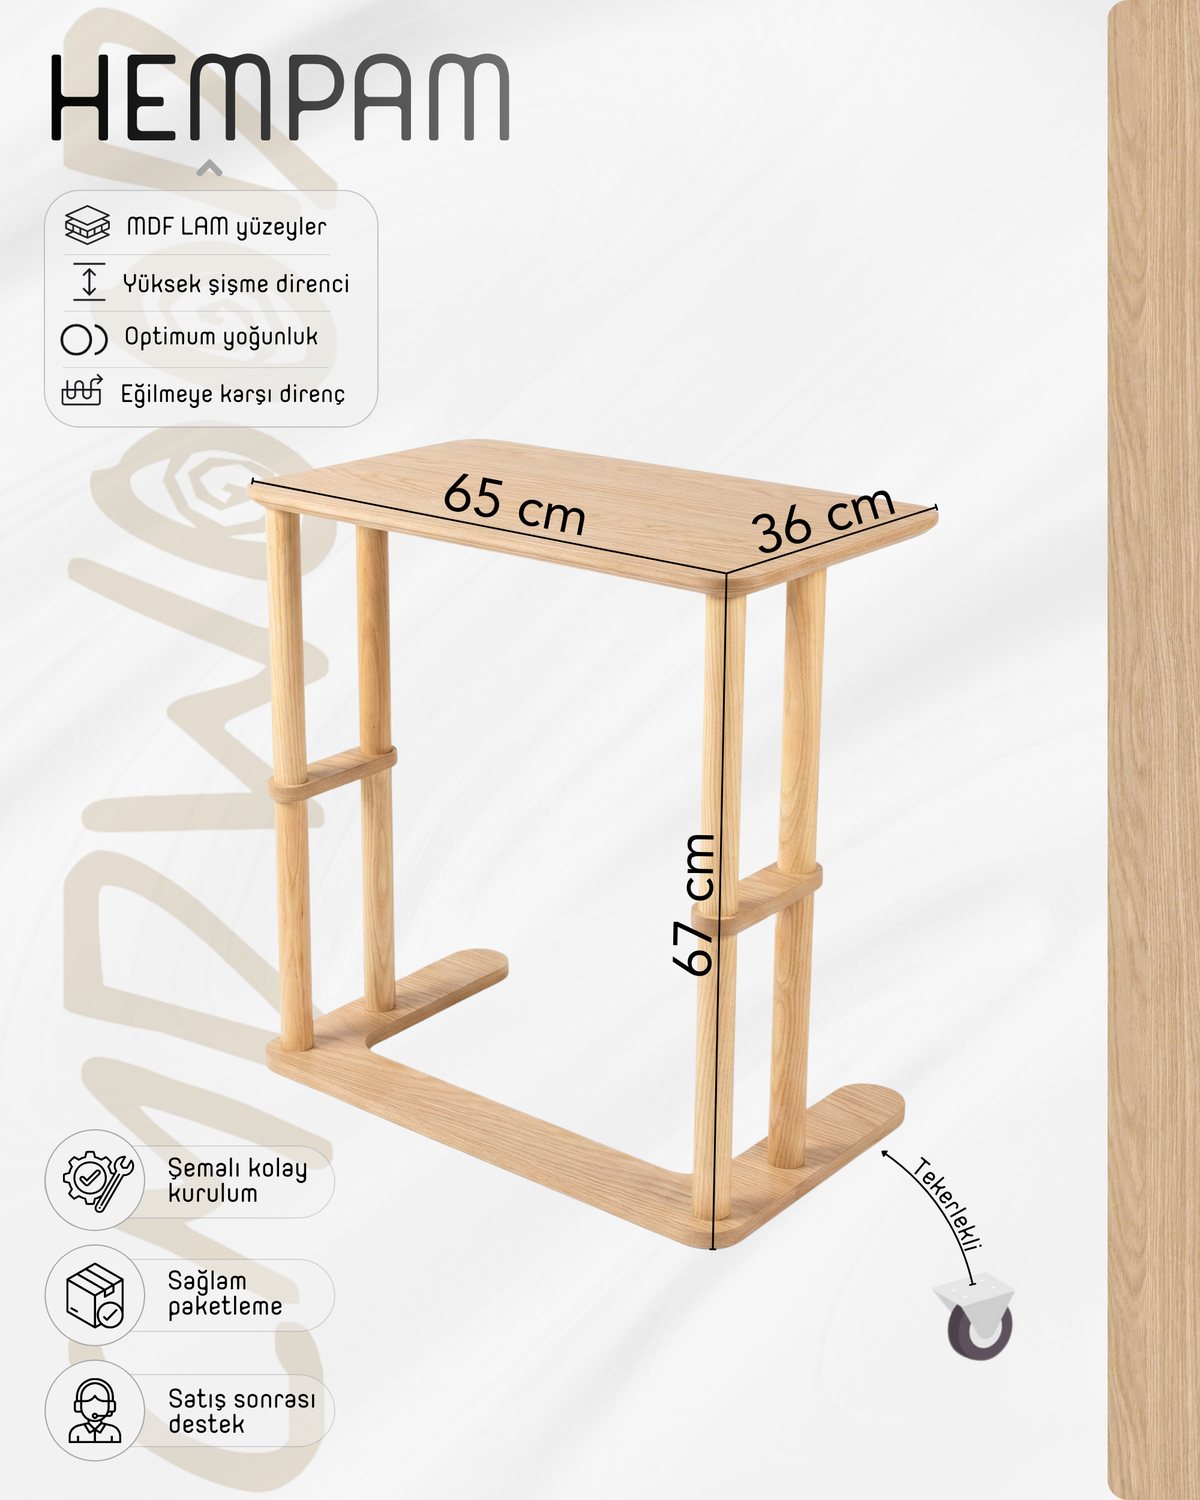 HEMPAM
MDF LAM yüzeyler
Yüksek şişme direnci
Optimum yoğunluk
Eğilmeye karşı direnç
65 cm
36 cm
67 cm
Tekerlekli
Şemalı kolay
kurulum
Sağlam
paketleme
Satış sonrası
destek